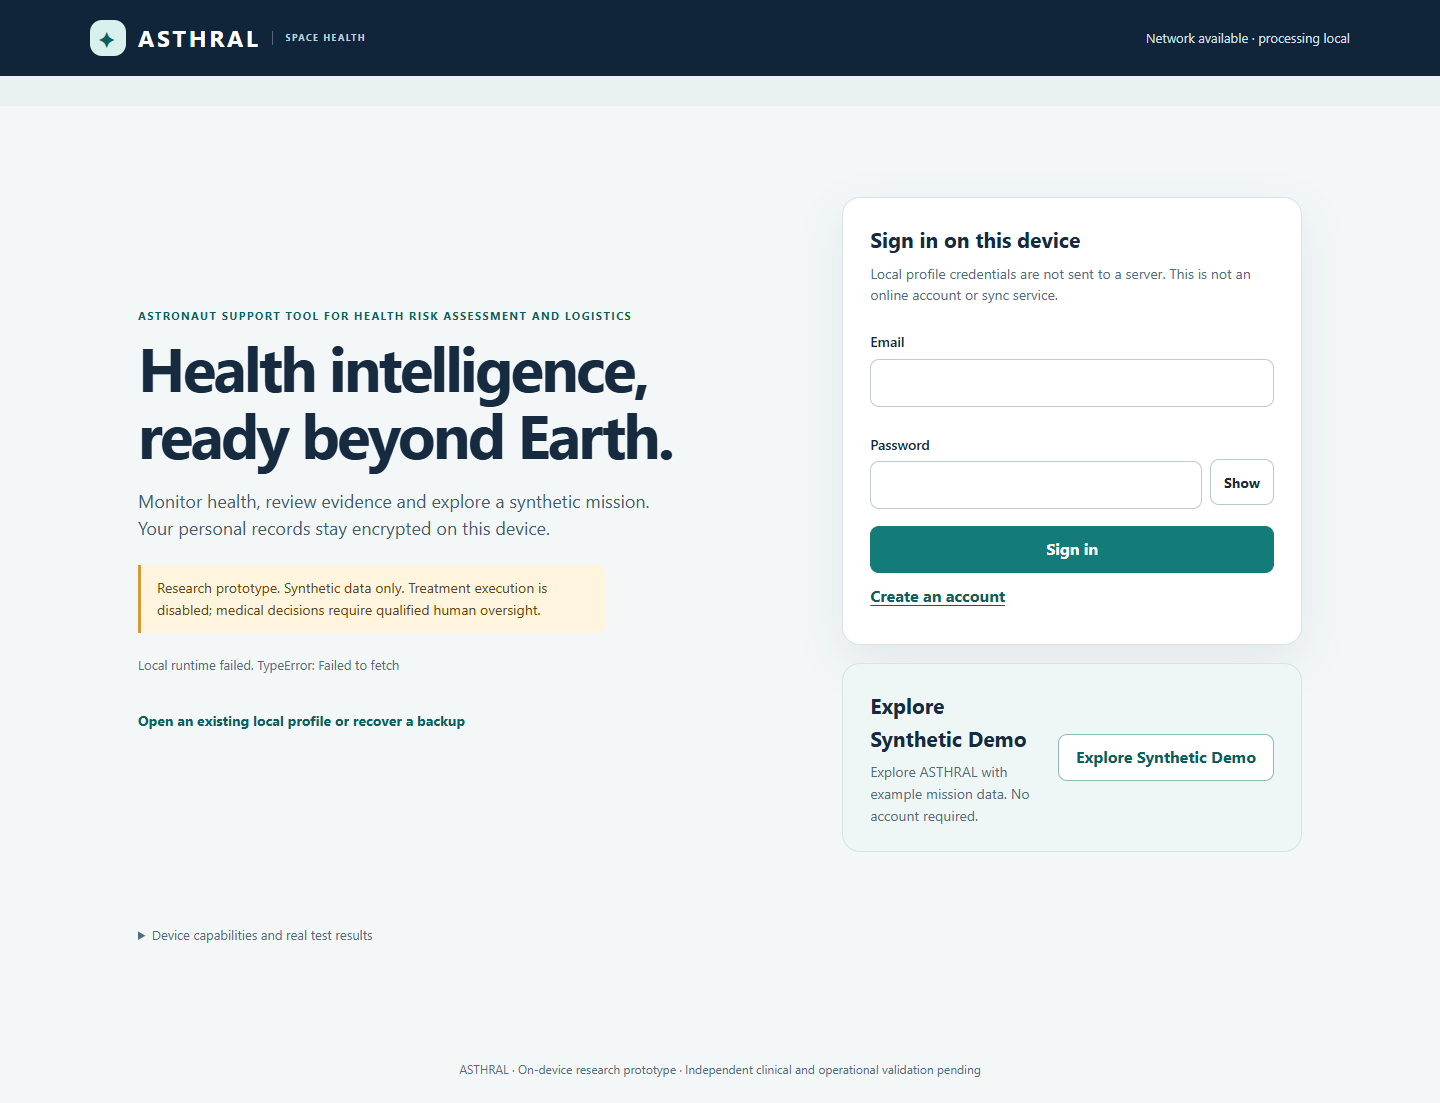 ASTHRAL
SPACE HEALTH
Network available · processing local
ASTRONAUT SUPPORT TOOL FOR HEALTH RISK ASSESSMENT AND LOGISTICS
Health intelligence,
ready beyond Earth.
Monitor health, review evidence and explore a synthetic mission.
Your personal records stay encrypted on this device.
Research prototype. Synthetic data only. Treatment execution is
disabled; medical decisions require qualified human oversight.
Local runtime failed. TypeError: Failed to fetch
Open an existing local profile or recover a backup
Sign in on this device
Local profile credentials are not sent to a server. This is not an
online account or sync service.
Email
Password
Show
Sign in
Create an account
Explore
Synthetic Demo
Explore ASTHRAL with
example mission data. No
account required.
Explore Synthetic Demo
Device capabilities and real test results
ASTHRAL · On-device research prototype · Independent clinical and operational validation pending